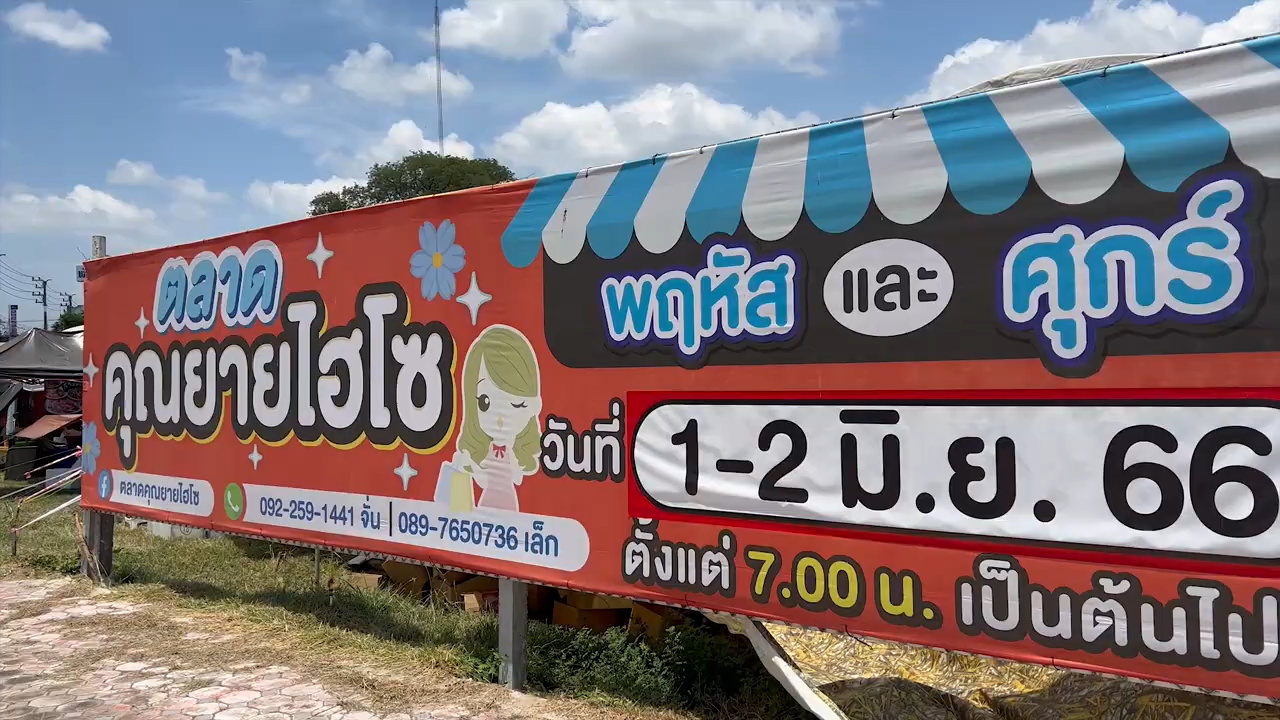 ตลาด
คุณยายไฮโซ
ตลาดคุณยายไฮโซ
092-259-1441 จั่น | 089-7650736 เล็ก
พฤหัส และ ศุกร์
วันที่ 1-2 มิ.ย. 66
ตั้งแต่ 7.00 น. เป็นต้นไป